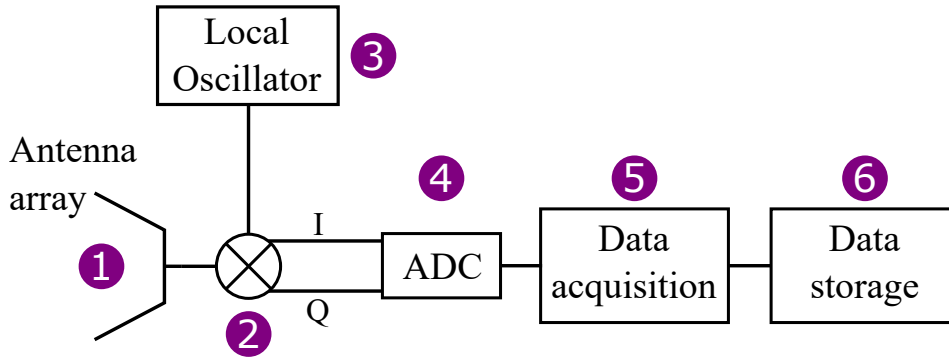 Local
Oscillator
3
Antenna
array
4
5
6
I
1
ADC
Data
acquisition
Data
storage
Q
2